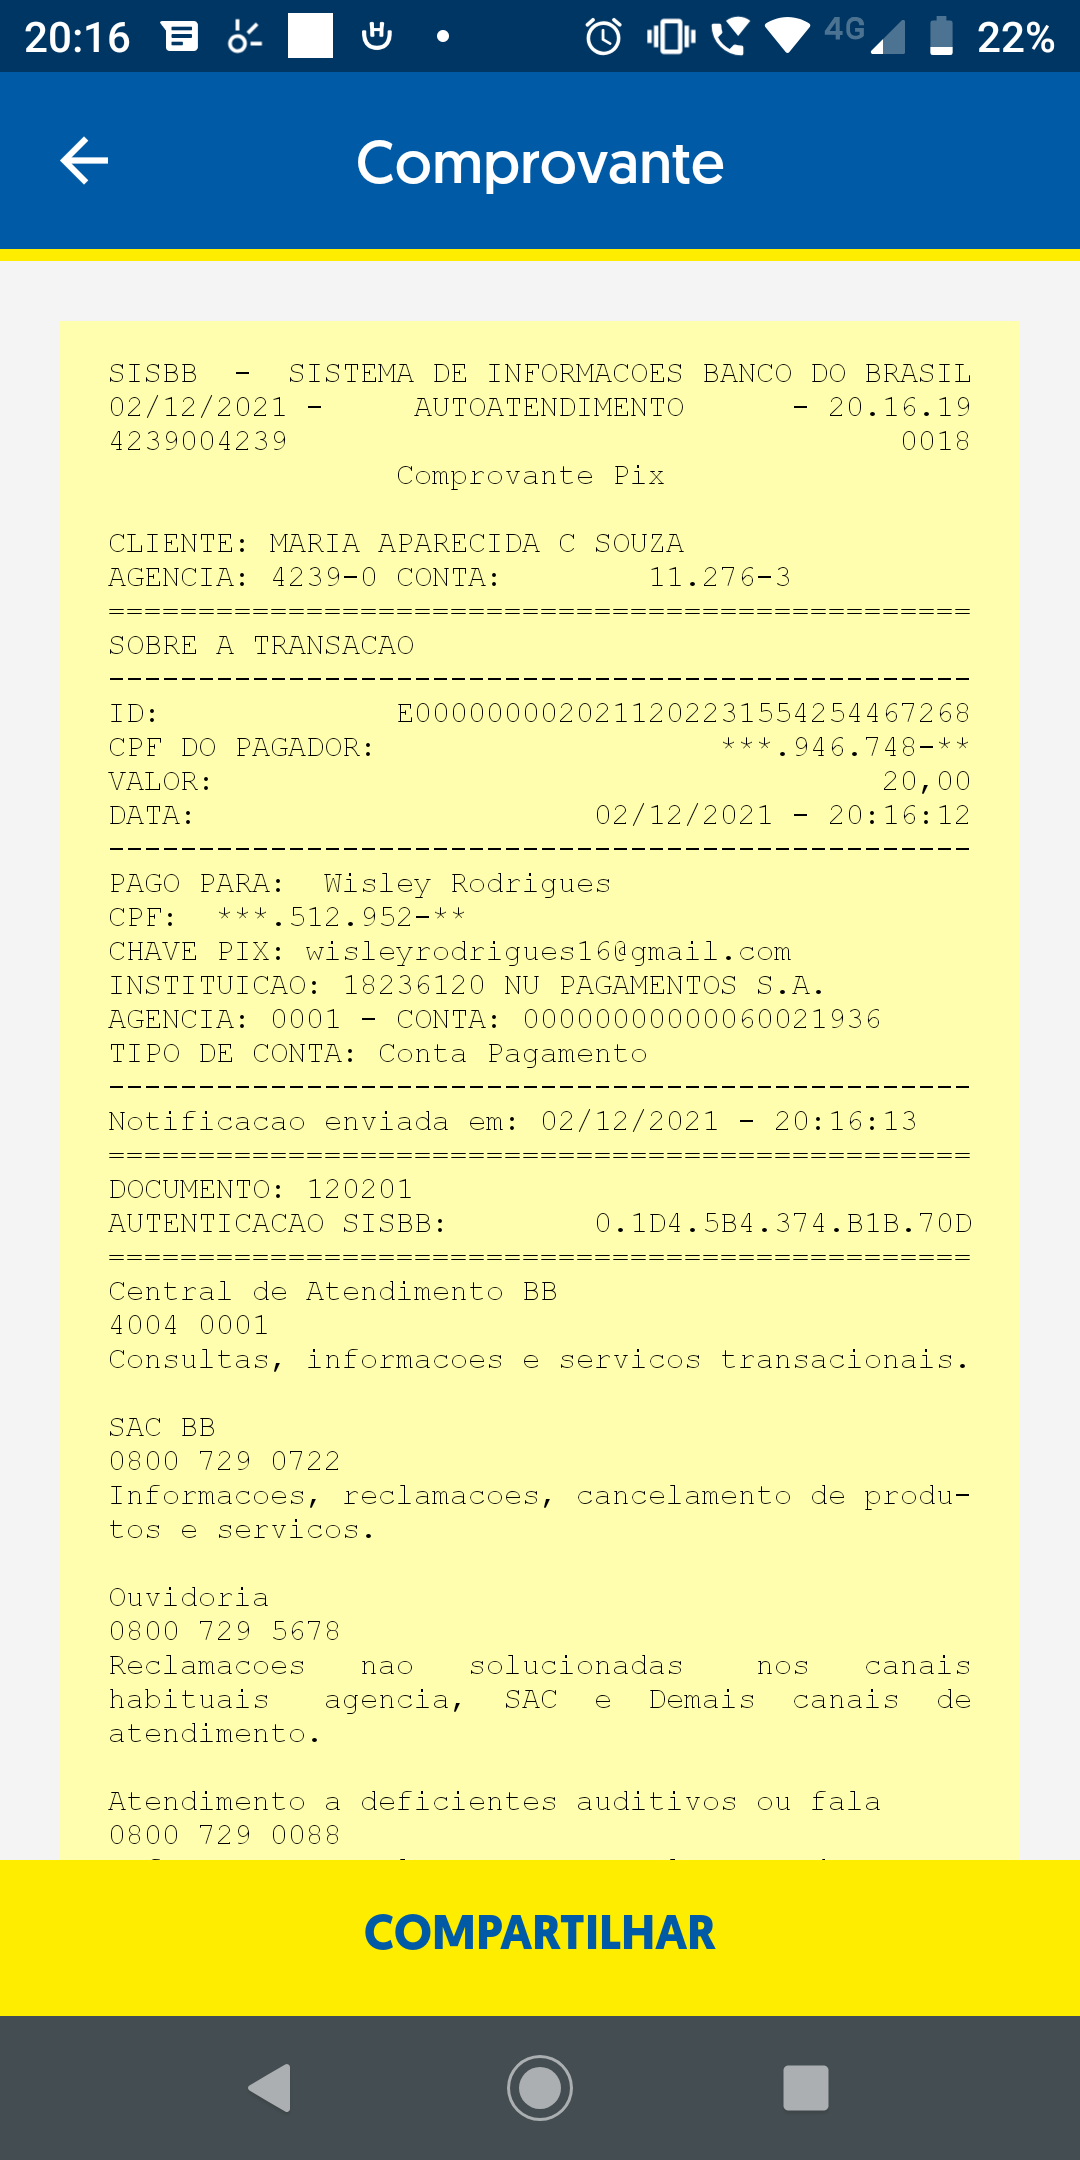 20:16 4G 22%
Comprovante
SISBB - SISTEMA DE INFORMACOES BANCO DO BRASIL
02/12/2021 - AUTOATENDIMENTO - 20.16.19
4239004239 0018
Comprovante Pix
CLIENTE: MARIA APARECIDA C SOUZA
AGENCIA: 4239-0 CONTA: 11.276-3
================================================
SOBRE A TRANSACAO
------------------------------------------------
ID: E00000000202112022315542544​67268
CPF DO PAGADOR: ***.946.748-**
VALOR: 20,00
DATA: 02/12/2021 - 20:16:12
------------------------------------------------
PAGO PARA: Wisley Rodrigues
CPF: ***.512.952-**
CHAVE PIX: wisleyrodrigues16@gmail.com
INSTITUICAO: 18236120 NU PAGAMENTOS S.A.
AGENCIA: 0001 - CONTA: 00000000000060021936
TIPO DE CONTA: Conta Pagamento
------------------------------------------------
Notificacao enviada em: 02/12/2021 - 20:16:13
================================================
DOCUMENTO: 120201
AUTENTICACAO SISBB: 0.1D4.5B4.374.B1B.70D
================================================
Central de Atendimento BB
4004 0001
Consultas, informacoes e servicos transacionais.
SAC BB
0800 729 0722
Informacoes, reclamacoes, cancelamento de produ-
tos e servicos.
Ouvidoria
0800 729 5678
Reclamacoes nao solucionadas nos canais
habituais agencia, SAC e Demais canais de
atendimento.
Atendimento a deficientes auditivos ou fala
0800 729 0088
COMPARTILHAR